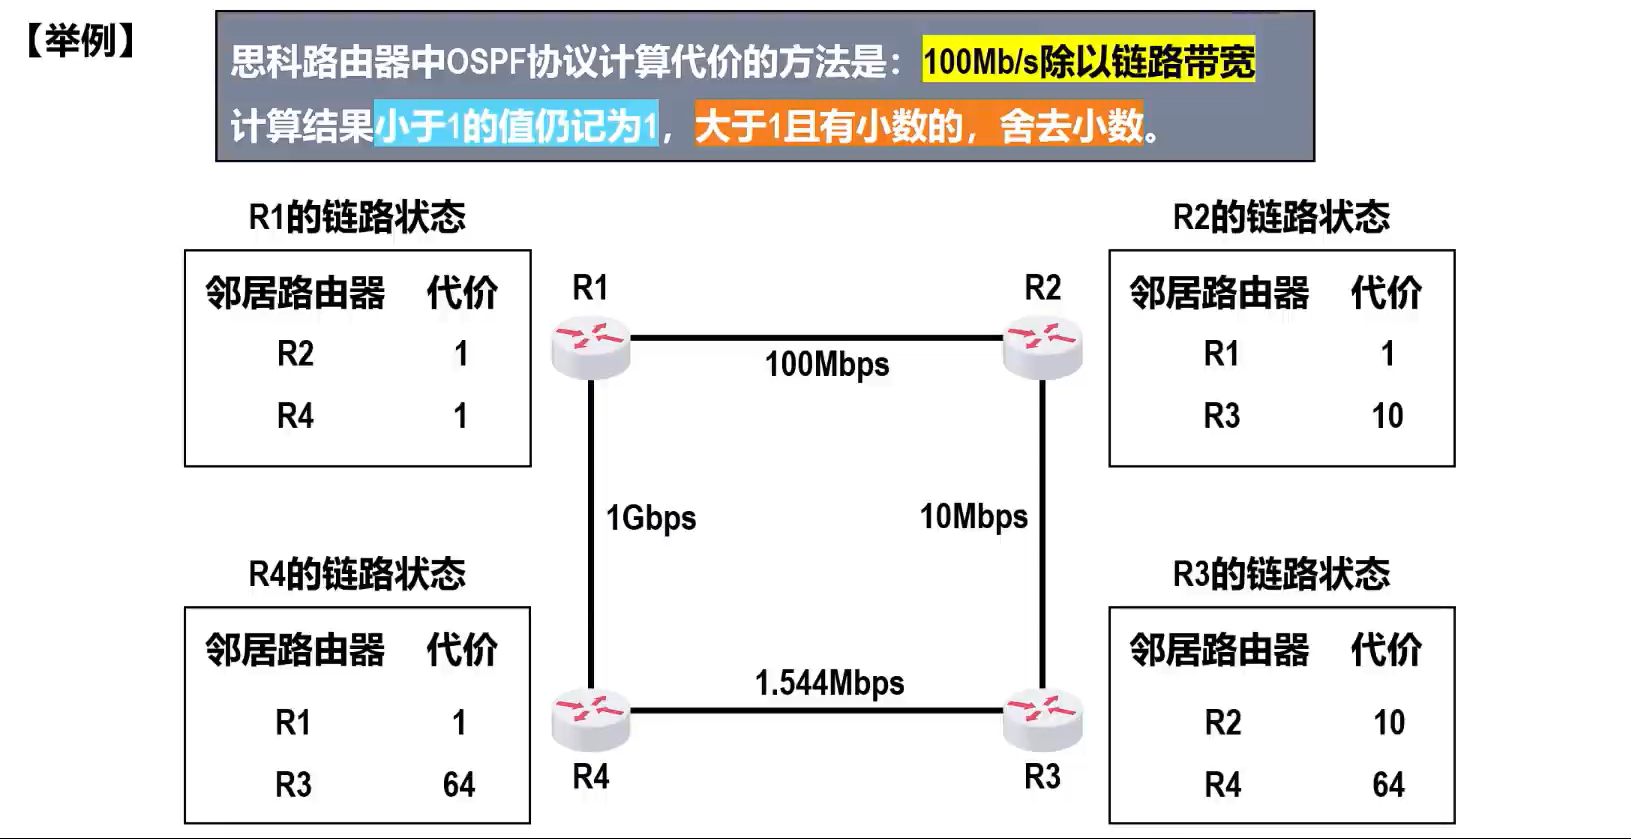 【举例】
思科路由器中OSPF协议计算代价的方法是：100Mb/s除以链路带宽
计算结果小于1的值仍记为1，大于1且有小数的，舍去小数。
R1的链路状态
邻居路由器 代价
R2 1
R4 1
R1
R2
100Mbps
R2的链路状态
邻居路由器 代价
R1 1
R3 10
1Gbps
10Mbps
R4的链路状态
邻居路由器 代价
R1 1
R3 64
1.544Mbps
R4
R3
R3的链路状态
邻居路由器 代价
R2 10
R4 64